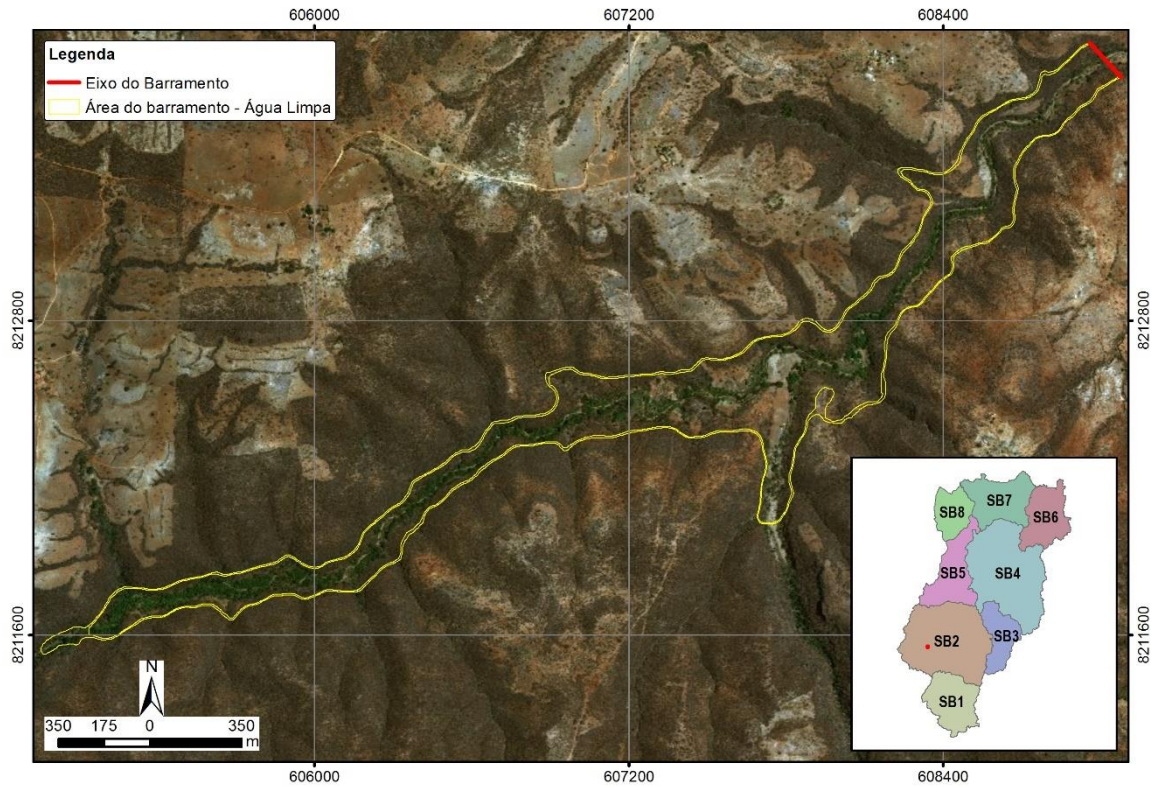 606000 607200 608400
Legenda
Eixo do Barramento
Área do barramento - Água Limpa
8212800 8212800
8211600 8211600
SB8 SB7 SB6
SB5 SB4
SB2 SB3
SB1
N
350 175 0 350
m
606000 607200 608400